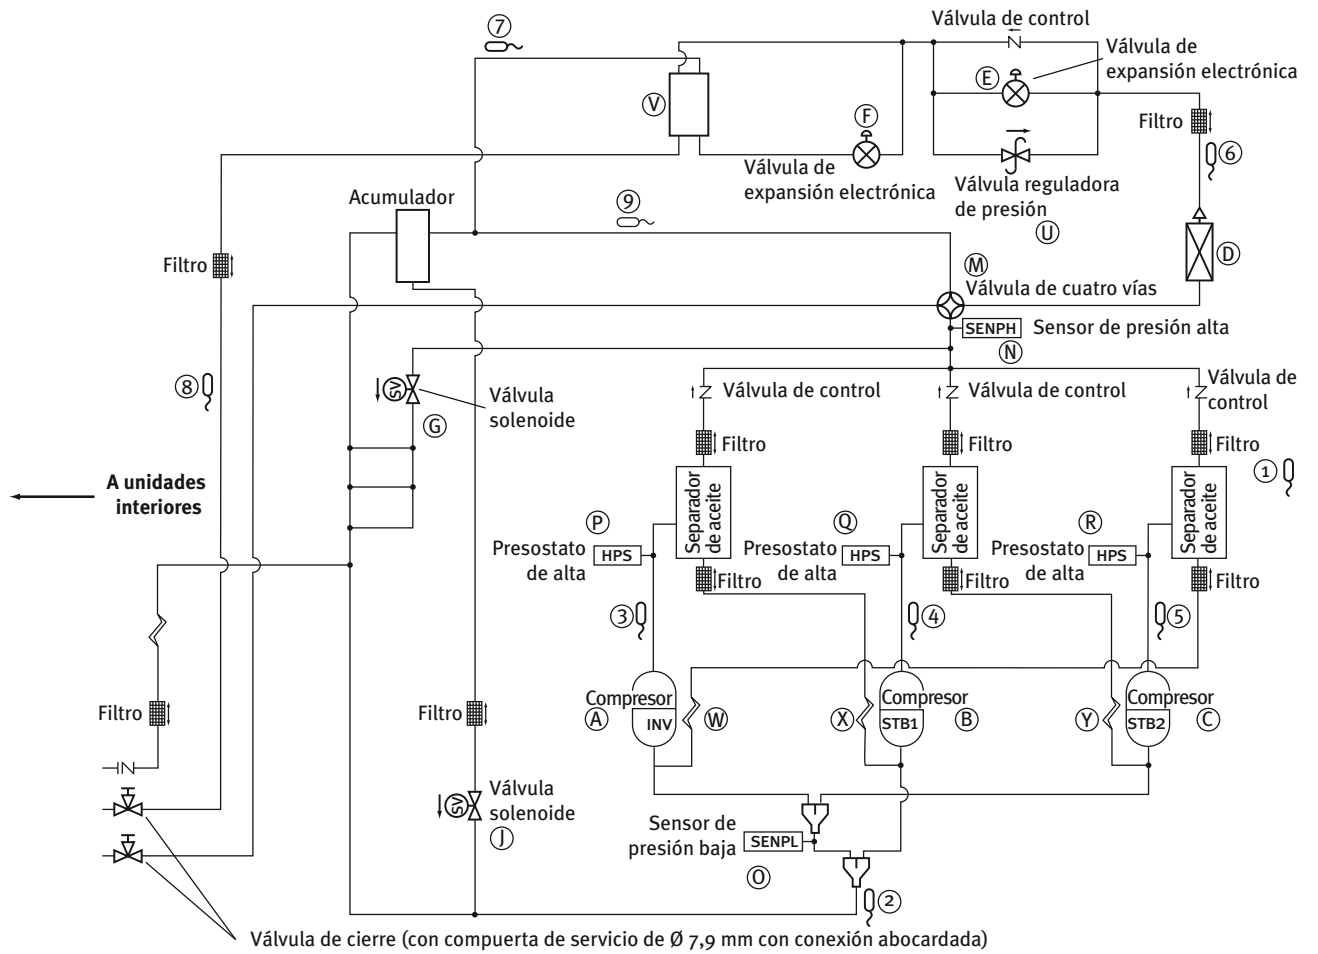 Válvula de control
7
Válvula de
expansión electrónica
E
V
F
Filtro
6
Válvula de
expansión electrónica
Válvula reguladora
de presión
U
Acumulador
9
D
Filtro
M
Válvula de cuatro vías
SENPH
Sensor de presión alta
N
8
SV
Válvula
solenoide
G
Válvula de control
Válvula de control
Válvula de
control
Filtro
Filtro
Filtro
1
A unidades
interiores
Separador
de aceite
Separador
de aceite
Separador
de aceite
P
Q
R
Presostato
de alta
HPS
Presostato
de alta
HPS
Presostato
de alta
HPS
Filtro
Filtro
Filtro
3
4
5
Compresor
A
INV
W
X
Compresor
STB1
B
Y
Compresor
STB2
C
Filtro
Filtro
SV
Válvula
solenoide
J
Sensor de
presión baja
SENPL
O
2
Válvula de cierre (con compuerta de servicio de Ø 7,9 mm con conexión abocardada)